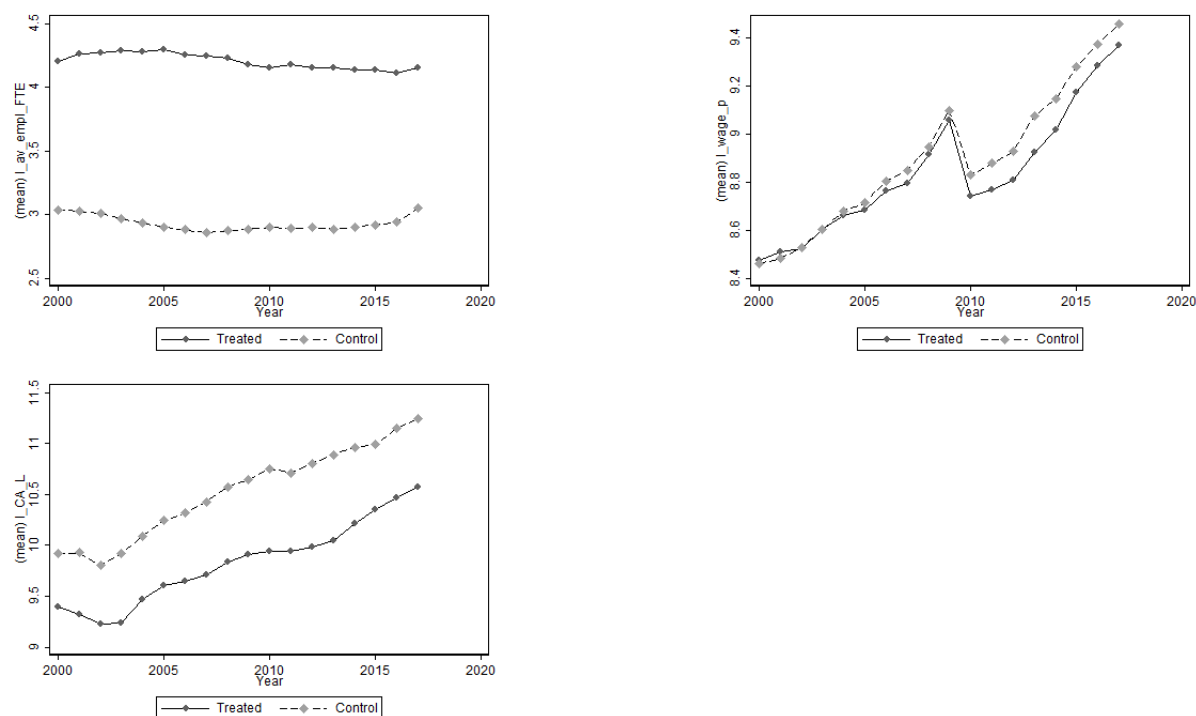 (mean) l_av_empl_FTE
4.5
4
3.5
3
2.5
2000 2005 2010 2015 2020
Year
Treated Control
(mean) l_wage_p
9.4
9.2
9
8.8
8.6
8.4
2000 2005 2010 2015 2020
Year
Treated Control
(mean) l_CA_L
11.5
11
10.5
10
9.5
9
2000 2005 2010 2015 2020
Year
Treated Control